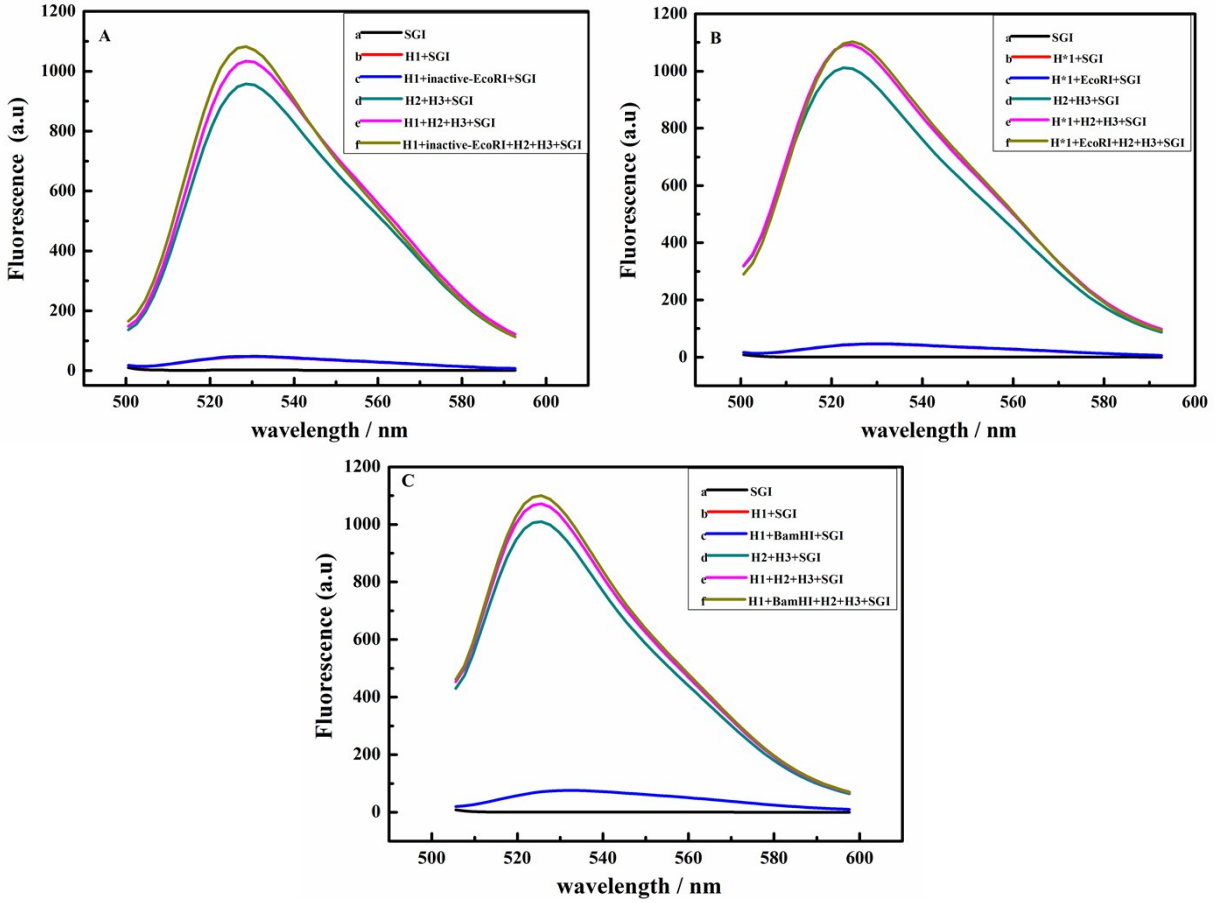 A
a SGI
b H1+SGI
c H1+inactive-EcoRI+SGI
d H2+H3+SGI
e H1+H2+H3+SGI
f H1+inactive-EcoRI+H2+H3+SGI
Fluorescence (a.u)
1200
1000
800
600
400
200
0
500 520 540 560 580 600
wavelength / nm
B
a SGI
b H*1+SGI
c H*1+EcoRI+SGI
d H2+H3+SGI
e H*1+H2+H3+SGI
f H*1+EcoRI+H2+H3+SGI
Fluorescence (a.u)
1200
1000
800
600
400
200
0
500 520 540 560 580 600
wavelength / nm
C
a SGI
b H1+SGI
c H1+BamHI+SGI
d H2+H3+SGI
e H1+H2+H3+SGI
f H1+BamHI+H2+H3+SGI
Fluorescence (a.u)
1200
1000
800
600
400
200
0
500 520 540 560 580 600
wavelength / nm